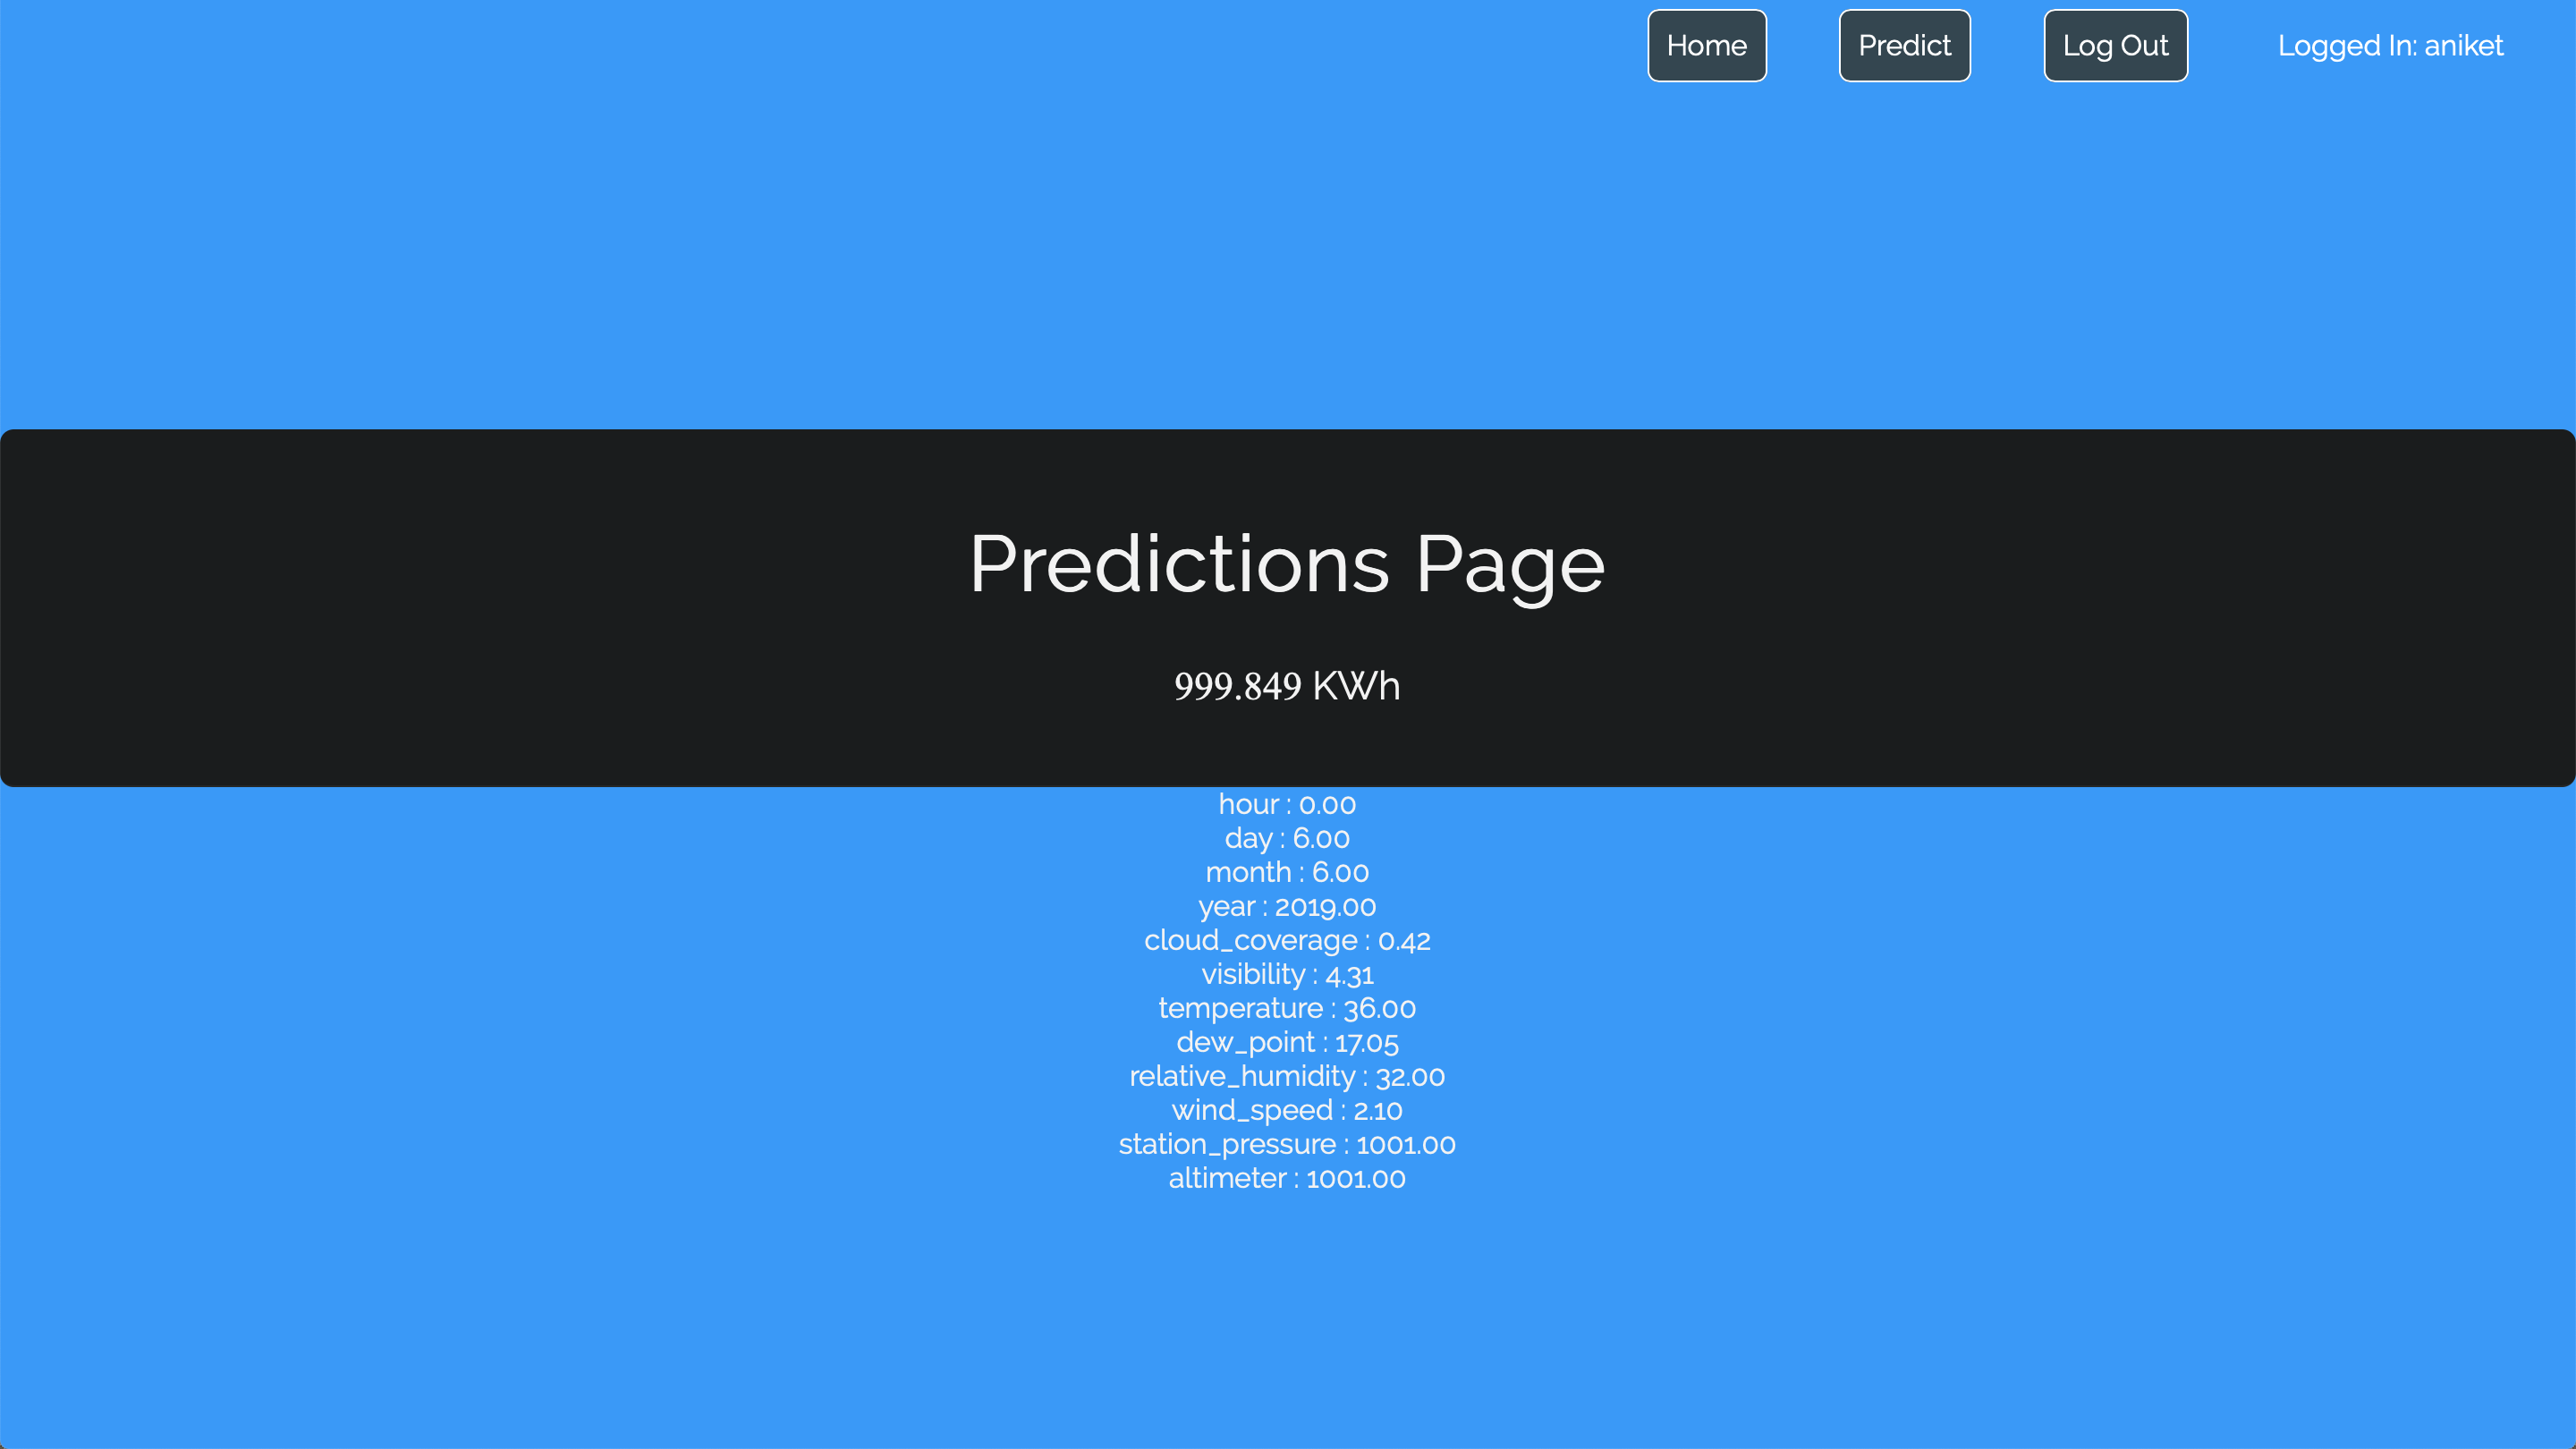 Home Predict Log Out Logged In: aniket
Predictions Page
999.849 KWh
hour : 0.00
day : 6.00
month : 6.00
year : 2019.00
cloud_coverage : 0.42
visibility : 4.31
temperature : 36.00
dew_point : 17.05
relative_humidity : 32.00
wind_speed : 2.10
station_pressure : 1001.00
altimeter : 1001.00